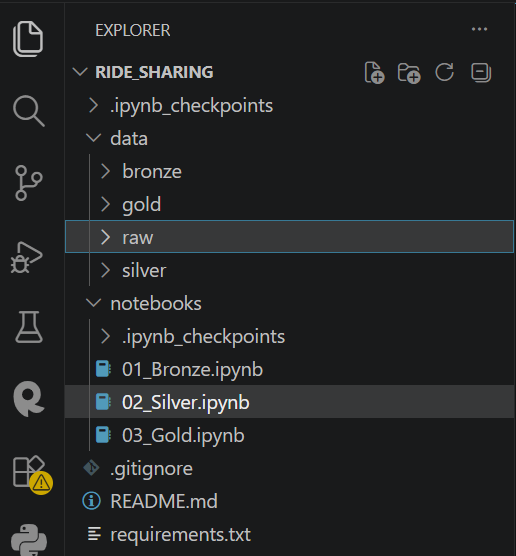 EXPLORER
RIDE_SHARING
.ipynb_checkpoints
data
bronze
gold
raw
silver
notebooks
.ipynb_checkpoints
01_Bronze.ipynb
02_Silver.ipynb
03_Gold.ipynb
.gitignore
README.md
requirements.txt